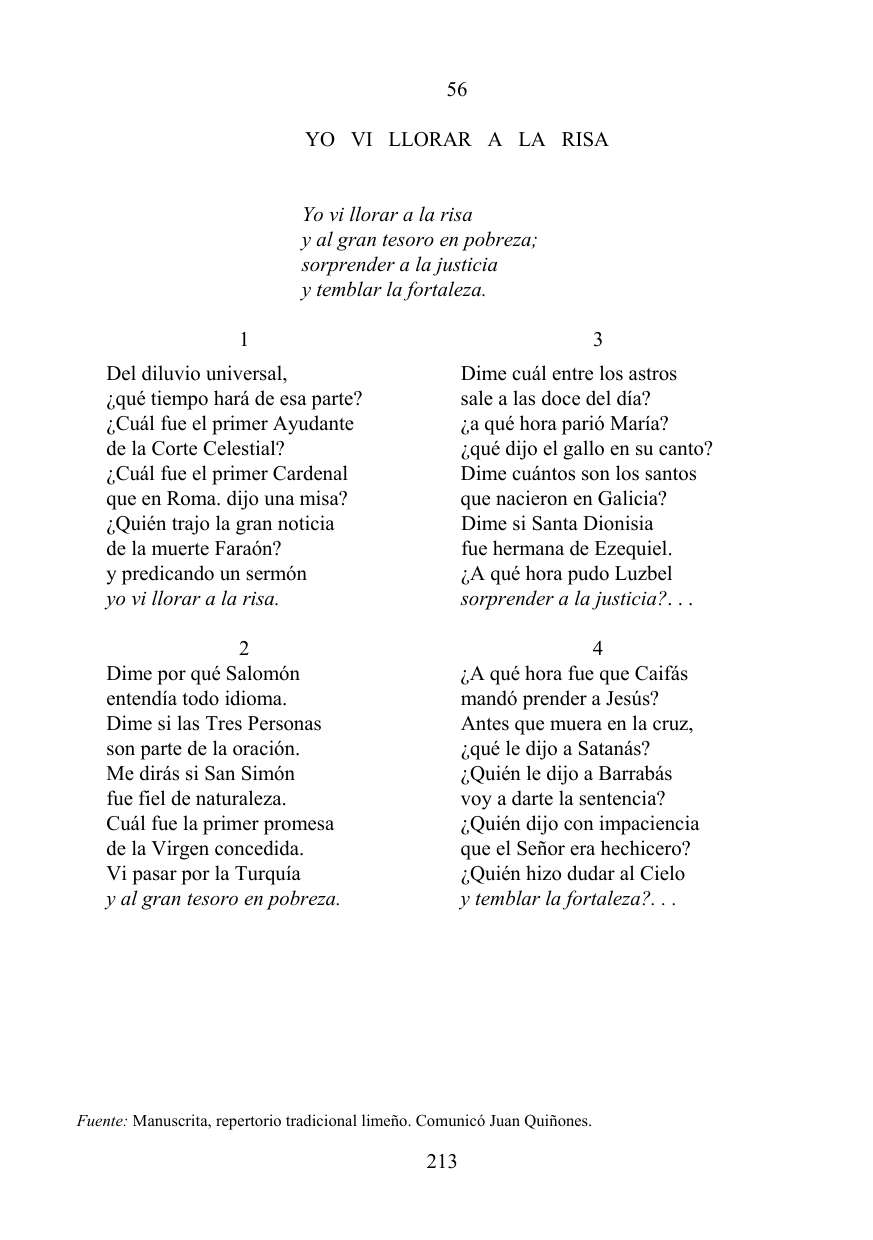 56
YO VI LLORAR A LA RISA
Yo vi llorar a la risa
y al gran tesoro en pobreza;
sorprender a la justicia
y temblar la fortaleza.
1
Del diluvio universal,
¿qué tiempo hará de esa parte?
¿Cuál fue el primer Ayudante
de la Corte Celestial?
¿Cuál fue el primer Cardenal
que en Roma. dijo una misa?
¿Quién trajo la gran noticia
de la muerte Faraón?
y predicando un sermón
yo vi llorar a la risa.
2
Dime por qué Salomón
entendía todo idioma.
Dime si las Tres Personas
son parte de la oración.
Me dirás si San Simón
fue fiel de naturaleza.
Cuál fue la primer promesa
de la Virgen concedida.
Vi pasar por la Turquía
y al gran tesoro en pobreza.
3
Dime cuál entre los astros
sale a las doce del día?
¿a qué hora parió María?
¿qué dijo el gallo en su canto?
Dime cuántos son los santos
que nacieron en Galicia?
Dime si Santa Dionisia
fue hermana de Ezequiel.
¿A qué hora pudo Luzbel
sorprender a la justicia?. . .
4
¿A qué hora fue que Caifás
mandó prender a Jesús?
Antes que muera en la cruz,
¿qué le dijo a Satanás?
¿Quién le dijo a Barrabás
voy a darte la sentencia?
¿Quién dijo con impaciencia
que el Señor era hechicero?
¿Quién hizo dudar al Cielo
y temblar la fortaleza?. . .
Fuente: Manuscrita, repertorio tradicional limeño. Comunicó Juan Quiñones.
213